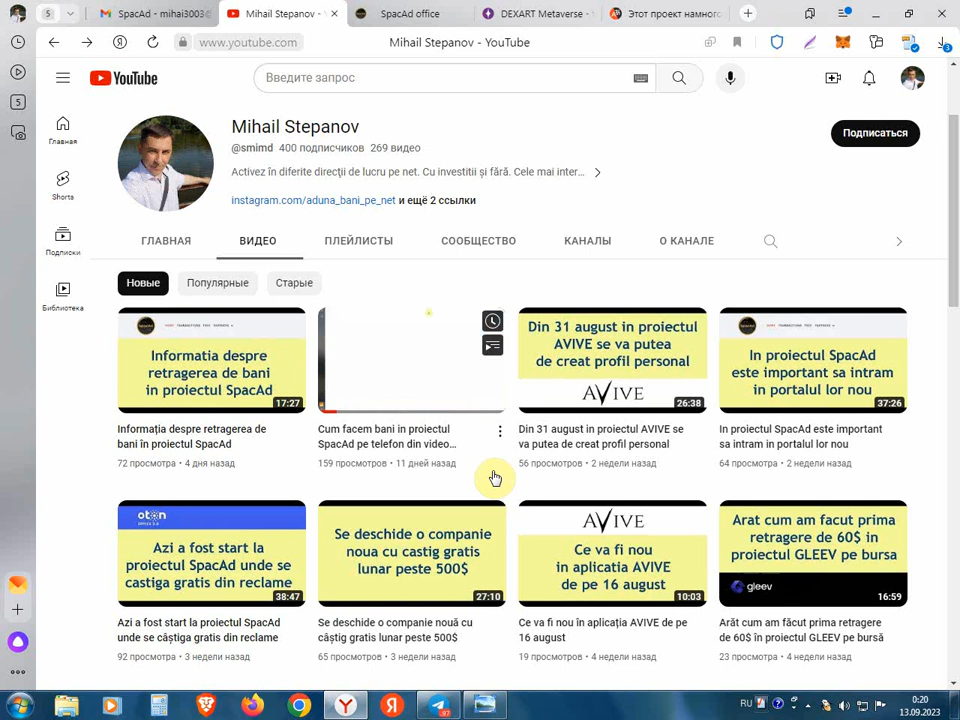 5
SpacAd - mihai3003@
Mihail Stepanov - Y
SpacAd office
DEXART Metaverse -
Этот проект намног
www.youtube.com
Mihail Stepanov - YouTube
5
YouTube
Введите запрос
Главная
Shorts
Подписки
Библиотека
Mihail Stepanov
@smimd 400 подписчиков 269 видео
Activez în diferite direcții de lucru pe net. Cu investitii și fără. Cele mai inter...
instagram.com/aduna_bani_pe_net и ещё 2 ссылки
Подписаться
ГЛАВНАЯ ВИДЕО ПЛЕЙЛИСТЫ СООБЩЕСТВО КАНАЛЫ О КАНАЛЕ
Новые Популярные Старые
SpacAd
Informatia despre
retragerea de bani
in proiectul SpacAd
17:27
Informația despre retragerea de
bani în proiectul SpacAd
72 просмотра • 4 дня назад
Cum facem bani in proiectul
SpacAd pe telefon din video...
159 просмотров • 11 дней назад
Din 31 august in proiectul
AVIVE se va putea
de creat profil personal
AVIVE
26:38
Din 31 august in proiectul AVIVE se
va putea de creat profil personal
56 просмотров • 2 недели назад
SpacAd
In proiectul SpacAd
este important sa intram
in portalul lor nou
37:26
In proiectul SpacAd este important
sa intram in portalul lor nou
64 просмотра • 2 недели назад
oton
Azi a fost start la
proiectul SpacAd unde se
castiga gratis din reclame
38:47
Azi a fost start la proiectul SpacAd
unde se câștiga gratis din reclame
92 просмотра • 3 недели назад
Se deschide o companie
noua cu castig gratis
lunar peste 500$
27:10
Se deschide o companie nouă cu
câștig gratis lunar peste 500$
65 просмотров • 3 недели назад
AVIVE
Ce va fi nou
in aplicatia AVIVE
de pe 16 august
10:03
Ce va fi nou în aplicația AVIVE de pe
16 august
19 просмотров • 4 недели назад
Arat cum am facut prima
retragere de 60$ in
proiectul GLEEV pe bursa
gleev
16:59
Arăt cum am făcut prima retragere
de 60$ în proiectul GLEEV pe bursă
23 просмотра • 4 недели назад
RU
97
0:20
13.09.2023